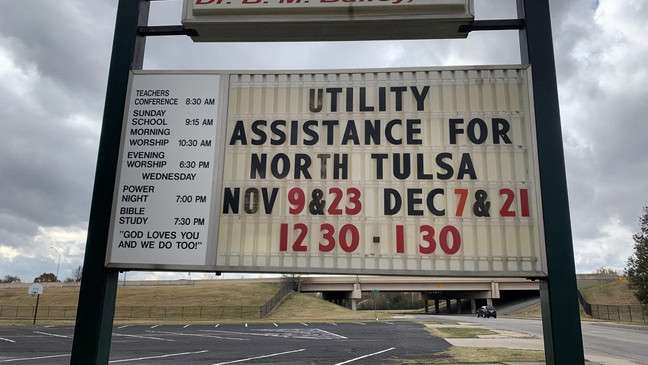 Dr. B. M. Bailey,
TEACHERS
CONFERENCE 8:30 AM
SUNDAY
SCHOOL 9:15 AM
MORNING
WORSHIP 10:30 AM
EVENING
WORSHIP 6:30 PM
WEDNESDAY
POWER
NIGHT 7:00 PM
BIBLE
STUDY 7:30 PM
"GOD LOVES YOU
AND WE DO TOO!"
UTILITY
ASSISTANCE FOR
NORTH TULSA
NOV 9&23 DEC 7&21
12 30 - 1 30